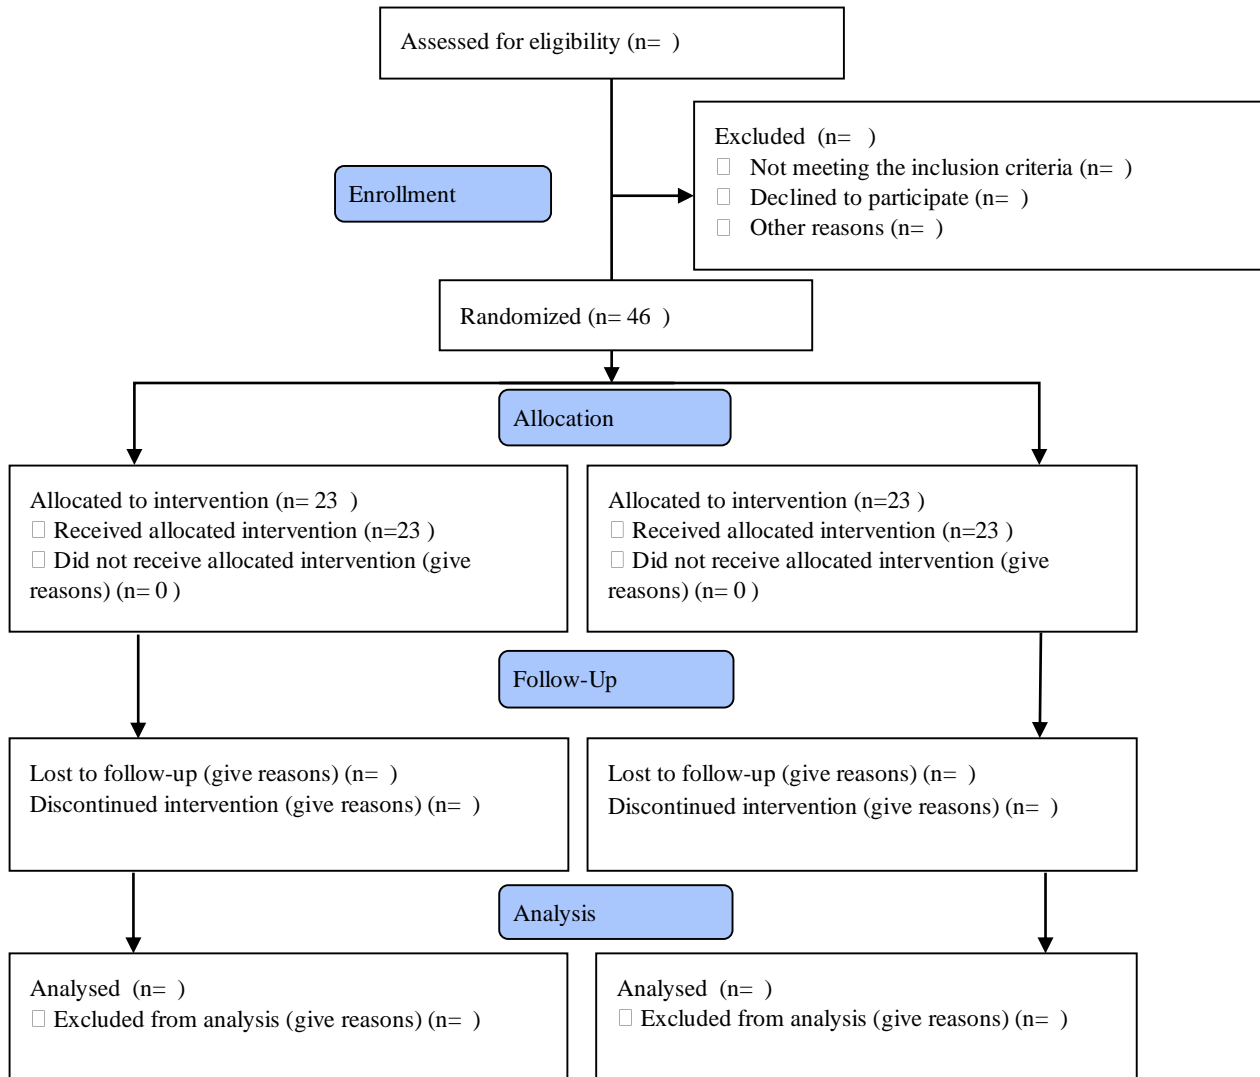 Assessed for eligibility (n=  )
Excluded  (n=   )
Not meeting the inclusion criteria (n=  )
Declined to participate (n=  )
Other reasons (n=  )
Enrollment
Randomized (n= 46  )
Allocation
Allocated to intervention (n= 23  )
Received allocated intervention (n=23 )
Did not receive allocated intervention (give
reasons) (n= 0 )
Allocated to intervention (n=23 )
Received allocated intervention (n=23 )
Did not receive allocated intervention (give
reasons) (n= 0 )
Follow-Up
Lost to follow-up (give reasons) (n=  )
Discontinued intervention (give reasons) (n=  )
Lost to follow-up (give reasons) (n=  )
Discontinued intervention (give reasons) (n=  )
Analysis
Analysed  (n=  )
Excluded from analysis (give reasons) (n=  )
Analysed  (n=  )
Excluded from analysis (give reasons) (n=  )